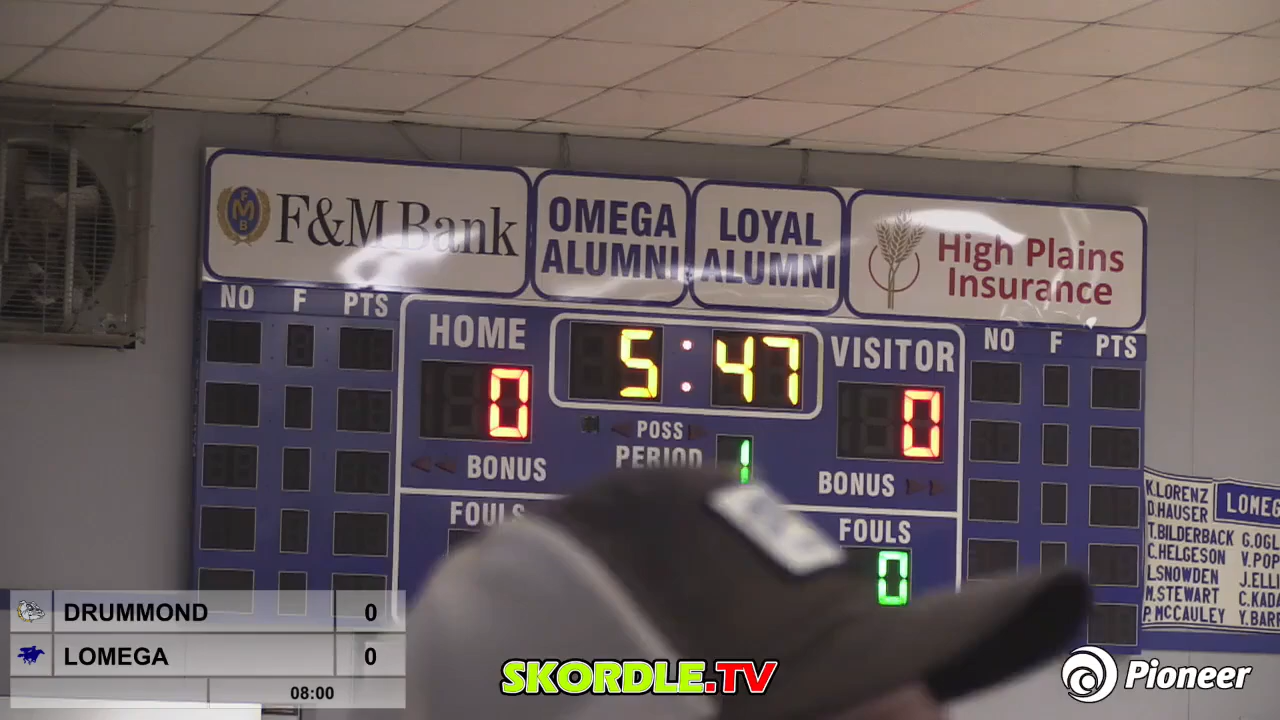 F&M Bank
FMB
OMEGA
ALUMNI
LOYAL
ALUMNI
High Plains
Insurance
NO F PTS
HOME
5:47
VISITOR
NO F PTS
0
0
POSS
PERIOD 1
BONUS
BONUS
FOULS
FOULS
0
K.LORENZ
D.HAUSER
T.BILDERBACK
C.HELGESON
L.SNOWDEN
M.STEWART
P.MCCAULEY
DRUMMOND 0
LOMEGA 0
08:00
SKORDLE.TV
Pioneer